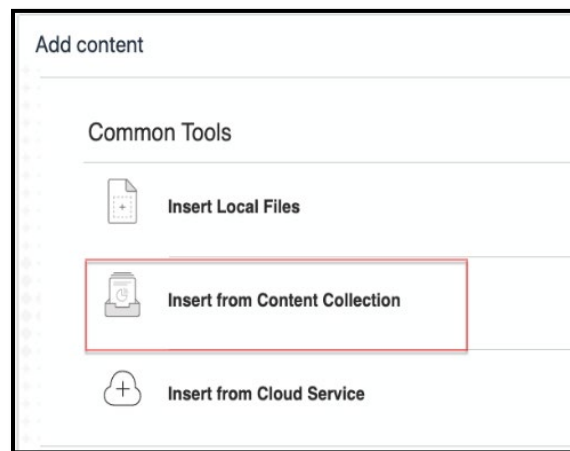 Add content
Common Tools
Insert Local Files
Insert from Content Collection
Insert from Cloud Service